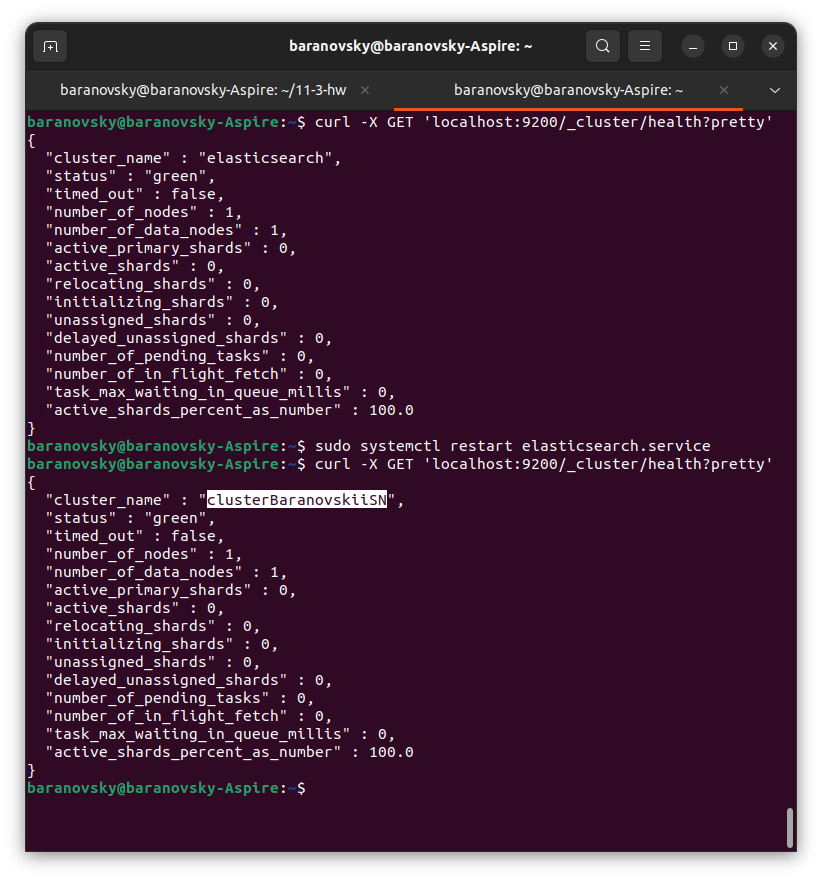 baranovsky@baranovsky-Aspire: ~
baranovsky@baranovsky-Aspire: ~/11-3-hw
baranovsky@baranovsky-Aspire: ~
baranovsky@baranovsky-Aspire:~$ curl -X GET 'localhost:9200/_cluster/health?pretty'
{
  "cluster_name" : "elasticsearch",
  "status" : "green",
  "timed_out" : false,
  "number_of_nodes" : 1,
  "number_of_data_nodes" : 1,
  "active_primary_shards" : 0,
  "active_shards" : 0,
  "relocating_shards" : 0,
  "initializing_shards" : 0,
  "unassigned_shards" : 0,
  "delayed_unassigned_shards" : 0,
  "number_of_pending_tasks" : 0,
  "number_of_in_flight_fetch" : 0,
  "task_max_waiting_in_queue_millis" : 0,
  "active_shards_percent_as_number" : 100.0
}
baranovsky@baranovsky-Aspire:~$ sudo systemctl restart elasticsearch.service
baranovsky@baranovsky-Aspire:~$ curl -X GET 'localhost:9200/_cluster/health?pretty'
{
  "cluster_name" : "clusterBaranovskiiSN",
  "status" : "green",
  "timed_out" : false,
  "number_of_nodes" : 1,
  "number_of_data_nodes" : 1,
  "active_primary_shards" : 0,
  "active_shards" : 0,
  "relocating_shards" : 0,
  "initializing_shards" : 0,
  "unassigned_shards" : 0,
  "delayed_unassigned_shards" : 0,
  "number_of_pending_tasks" : 0,
  "number_of_in_flight_fetch" : 0,
  "task_max_waiting_in_queue_millis" : 0,
  "active_shards_percent_as_number" : 100.0
}
baranovsky@baranovsky-Aspire:~$